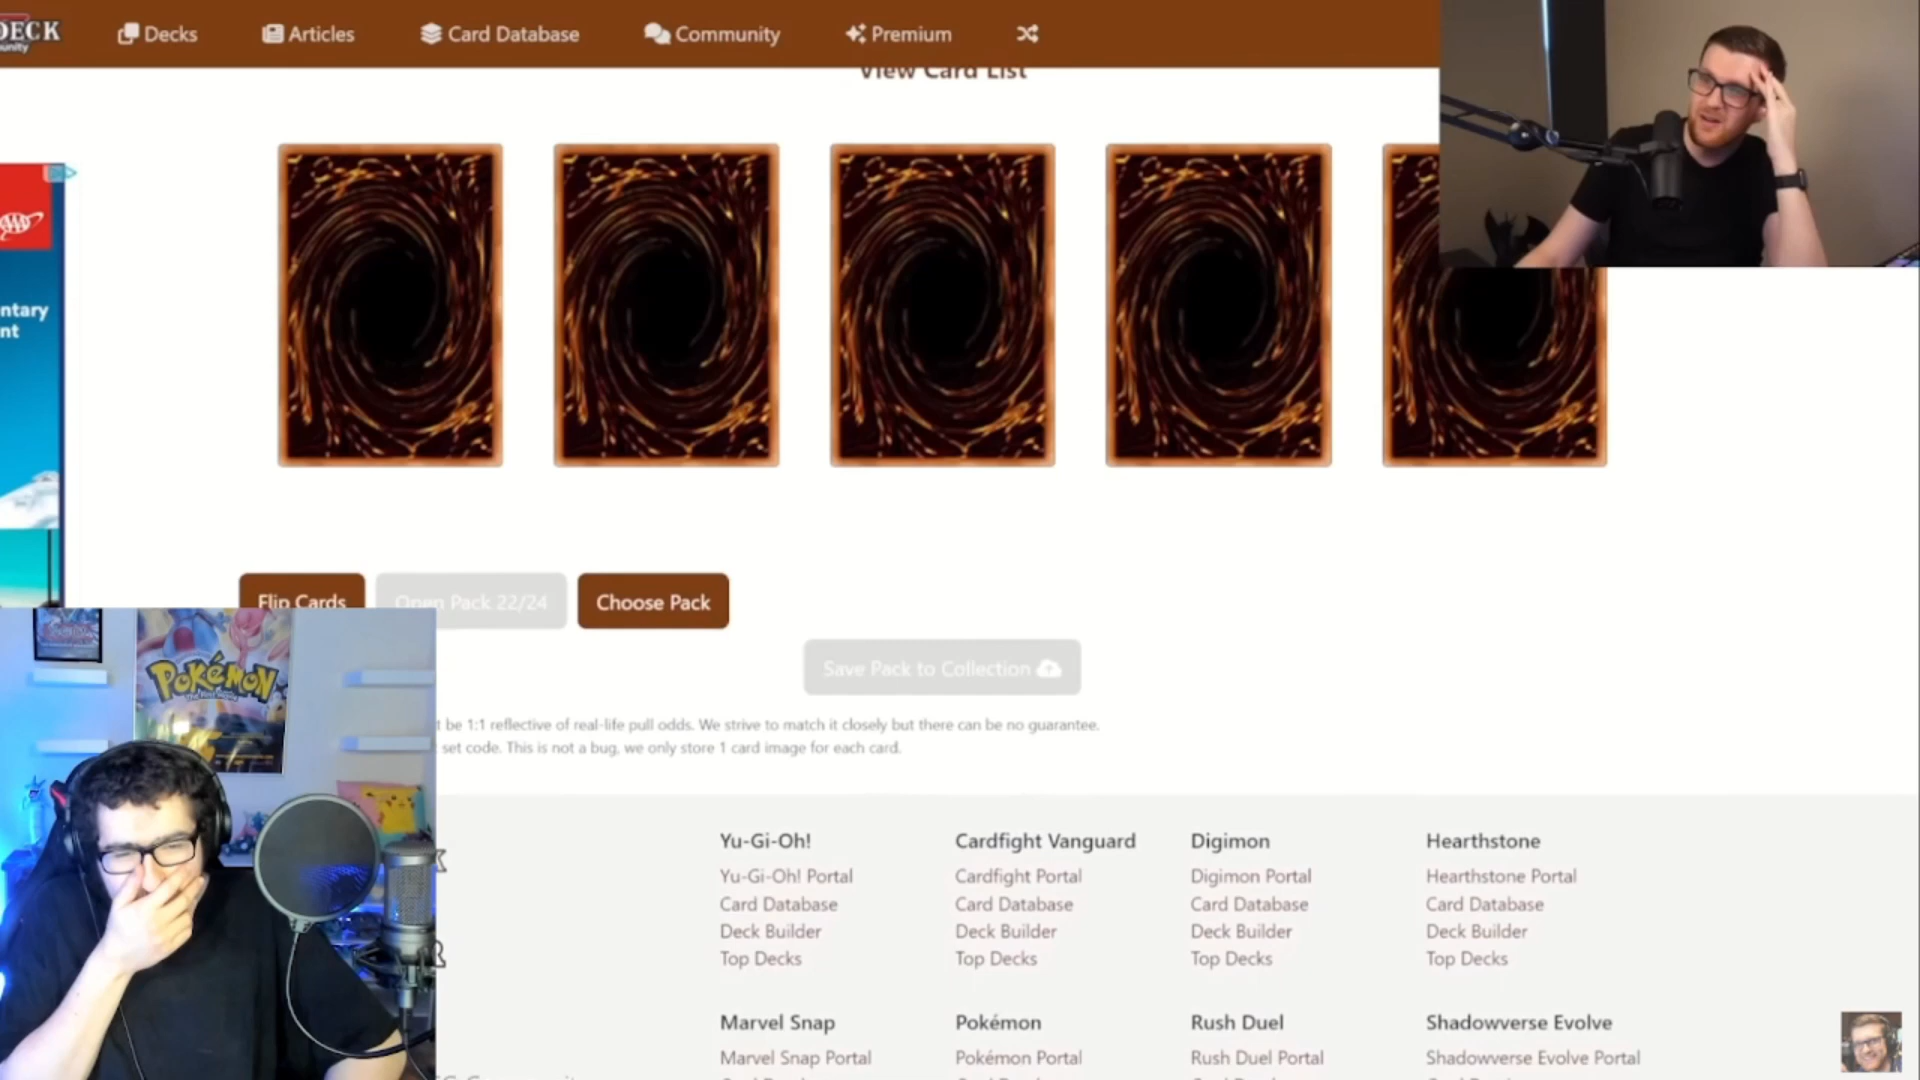 DECK
Decks
Articles
Card Database
Community
Premium
View Card List
AAA
ntary
nt
Flip Cards
Open Pack 22/24
Choose Pack
Save Pack to Collection
POKÉMON
t be 1:1 reflective of real-life pull odds. We strive to match it closely but there can be no guarantee.
set code. This is not a bug, we only store 1 card image for each card.
Yu-Gi-Oh!
Yu-Gi-Oh! Portal
Card Database
Deck Builder
Top Decks
Cardfight Vanguard
Cardfight Portal
Card Database
Deck Builder
Top Decks
Digimon
Digimon Portal
Card Database
Deck Builder
Top Decks
Hearthstone
Hearthstone Portal
Card Database
Deck Builder
Top Decks
Marvel Snap
Marvel Snap Portal
Pokémon
Pokémon Portal
Rush Duel
Rush Duel Portal
Shadowverse Evolve
Shadowverse Evolve Portal